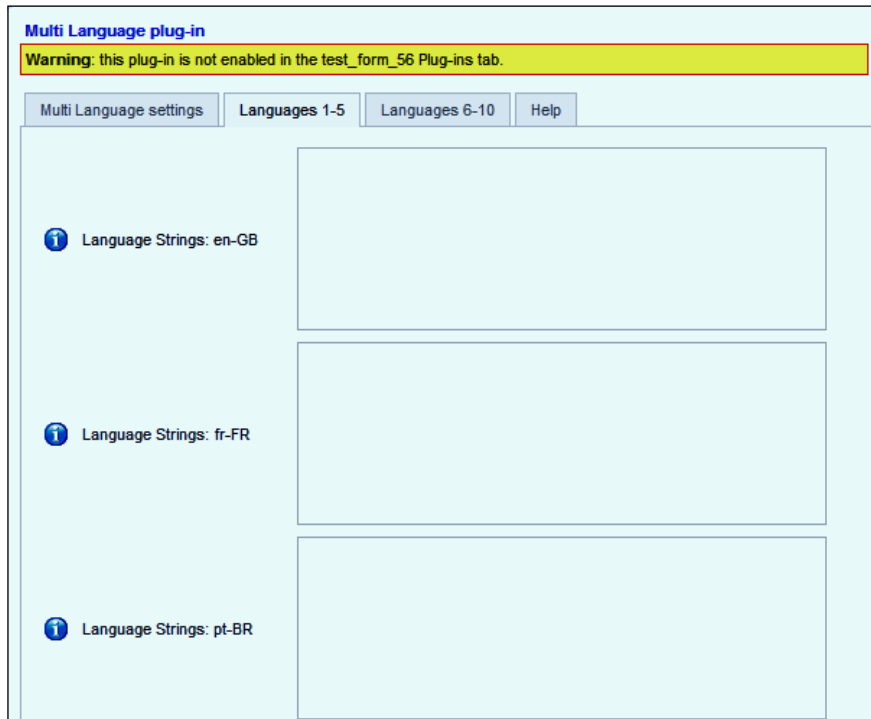 Multi Language plug-in
Warning: this plug-in is not enabled in the test_form_56 Plug-ins tab.
Multi Language settings Languages 1-5 Languages 6-10 Help
Language Strings: en-GB
Language Strings: fr-FR
Language Strings: pt-BR